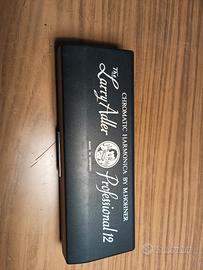 The
Larry Adler
Professional 12
CHROMATIC HARMONICA BY M. HOHNER